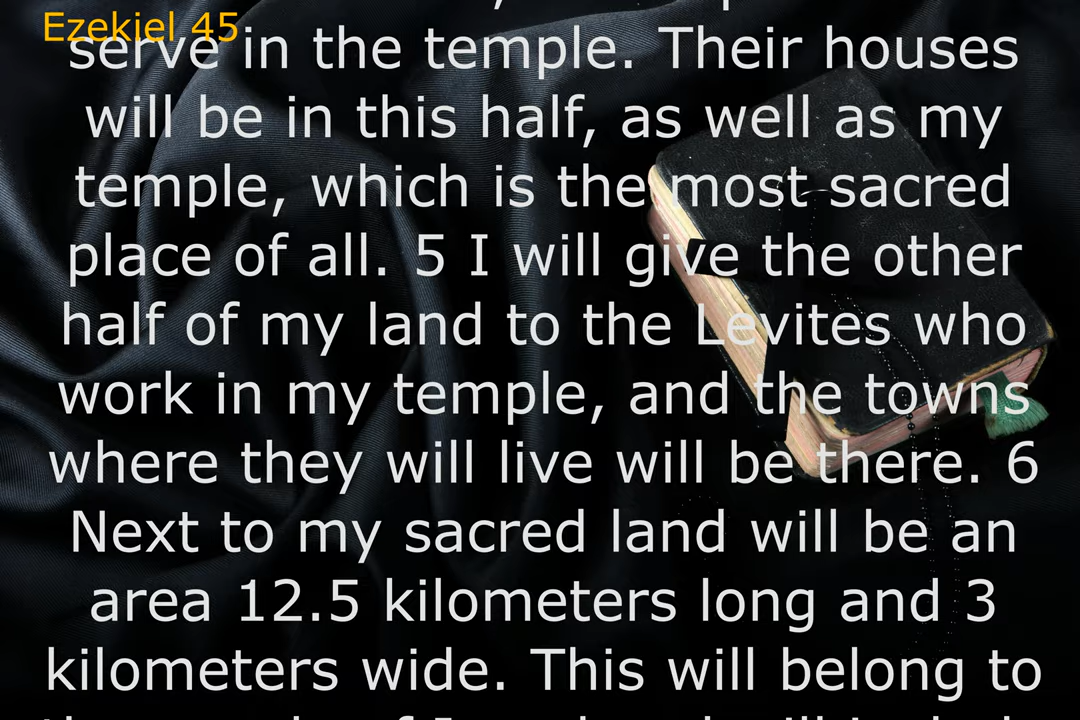 Ezekiel 45
serve in the temple. Their houses
will be in this half, as well as my
temple, which is the most sacred
place of all. 5 I will give the other
half of my land to the Levites who
work in my temple, and the towns
where they will live will be there. 6
Next to my sacred land will be an
area 12.5 kilometers long and 3
kilometers wide. This will belong to